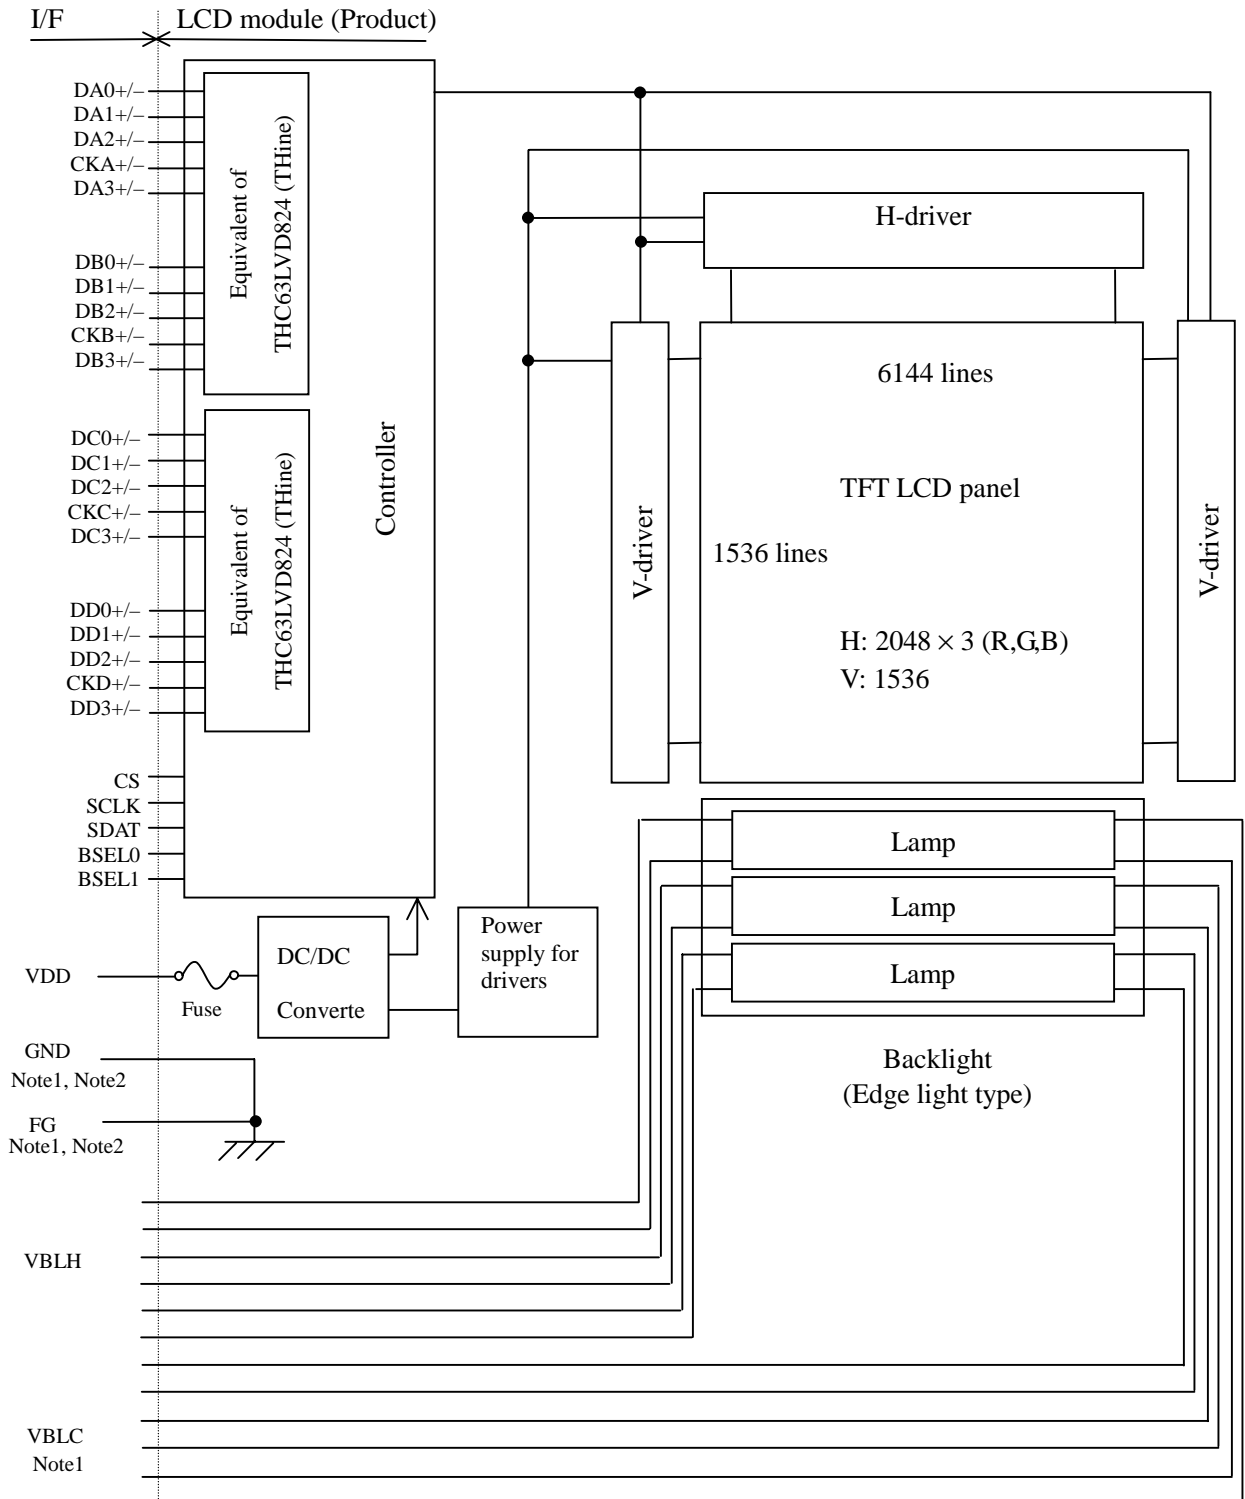 I/F
LCD module (Product)
DA0+/–
DA1+/–
DA2+/–
CKA+/–
DA3+/–
DB0+/–
DB1+/–
DB2+/–
CKB+/–
DB3+/–
DC0+/–
DC1+/–
DC2+/–
CKC+/–
DC3+/–
DD0+/–
DD1+/–
DD2+/–
CKD+/–
DD3+/–
CS
SCLK
SDAT
BSEL0
BSEL1
Equivalent of
THC63LVD824 (THine)
Equivalent of
THC63LVD824 (THine)
Controller
H-driver
V-driver
6144 lines
TFT LCD panel
1536 lines
H: 2048 × 3 (R,G,B)
V: 1536
V-driver
Lamp
Lamp
Lamp
Backlight
(Edge light type)
VDD
Fuse
DC/DC
Converte
Power
supply for
drivers
GND
Note1, Note2
FG
Note1, Note2
VBLH
VBLC
Note1